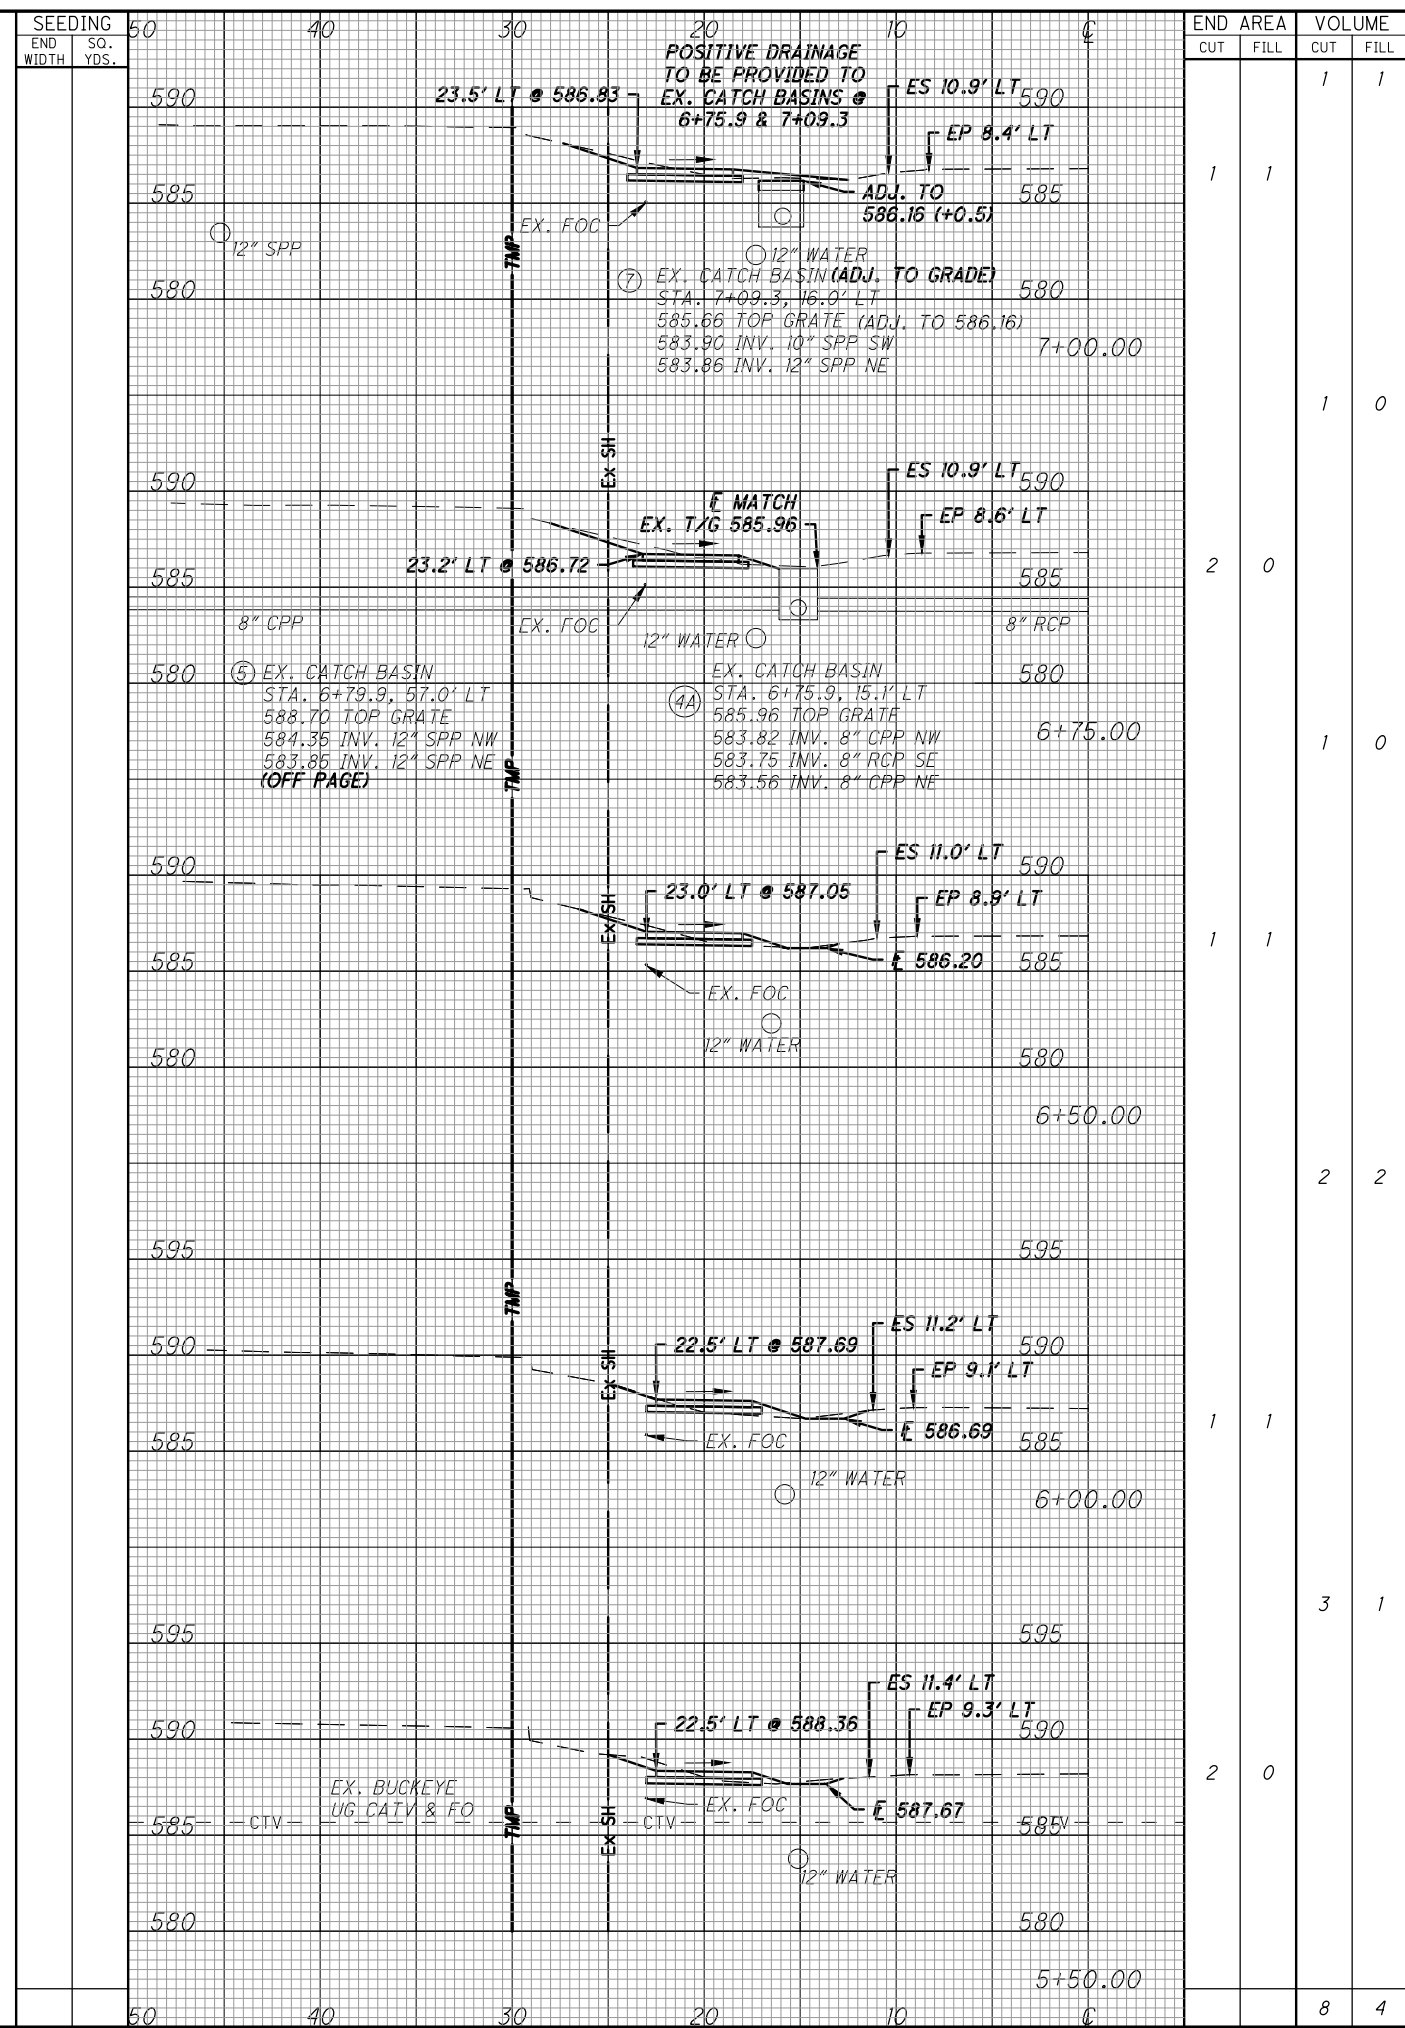 SEEDING
END WIDTH
SQ. YDS.
50 40 30 20 10 ℄
END AREA
VOLUME
CUT FILL CUT FILL
1 1
POSITIVE DRAINAGE
TO BE PROVIDED TO
EX. CATCH BASINS @
6+75.9 & 7+09.3
590
23.5' LT @ 586.83
ES 10.9' LT
590
EP 8.4' LT
1 1
585
ADJ. TO
586.16 (+0.5)
585
EX. FOC
12" SPP
TMP
12" WATER
580
7
EX. CATCH BASIN (ADJ. TO GRADE)
STA. 7+09.3, 16.0' LT
585.66 TOP GRATE (ADJ. TO 586.16)
583.90 INV. 10" SPP SW
583.86 INV. 12" SPP NE
580
7+00.00
1 0
Ex SH
590
ES 10.9' LT
590
℄ MATCH
EX. T/G 585.96
EP 8.6' LT
23.2' LT @ 586.72
2 0
585
585
8" CPP
EX. FOC
12" WATER
8" RCP
580
5
EX. CATCH BASIN
STA. 6+79.9, 57.0' LT
588.70 TOP GRATE
584.35 INV. 12" SPP NW
583.85 INV. 12" SPP NE
(OFF PAGE)
TMP
4A
EX. CATCH BASIN
STA. 6+75.9, 15.1' LT
585.96 TOP GRATE
583.82 INV. 8" CPP NW
583.75 INV. 8" RCP SE
583.56 INV. 8" CPP NE
580
6+75.00
1 0
590
ES 11.0' LT
590
23.0' LT @ 587.05
EP 8.9' LT
Ex SH
1 1
585
℄ 586.20
585
EX. FOC
12" WATER
580
580
6+50.00
2 2
595
595
TMP
590
ES 11.2' LT
590
22.5' LT @ 587.69
EP 9.1' LT
Ex SH
1 1
585
EX. FOC
℄ 586.69
585
12" WATER
6+00.00
3 1
595
595
ES 11.4' LT
EP 9.3' LT
590
22.5' LT @ 588.36
590
2 0
EX. BUCKEYE
UG CATV & FO
EX. FOC
℄ 587.67
585
CTV
TMP
Ex SH
CTV
585
12" WATER
580
580
5+50.00
50 40 30 20 10 ℄
8 4